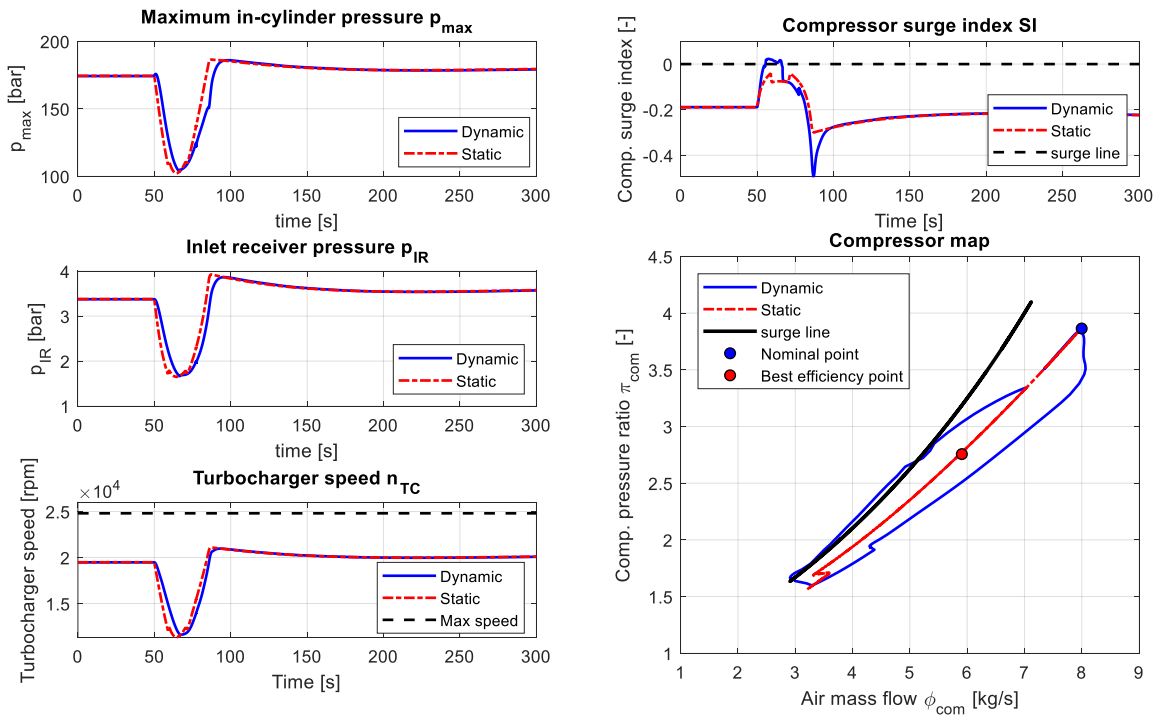 Maximum in-cylinder pressure p_max
200
150
100
p_max [bar]
0 50 100 150 200 250 300
time [s]
Dynamic
Static
Inlet receiver pressure p_IR
4
3
2
1
p_IR [bar]
0 50 100 150 200 250 300
time [s]
Dynamic
Static
Turbocharger speed n_TC
×10^4
2.5
2
1.5
Turbocharger speed [rpm]
0 50 100 150 200 250 300
Time [s]
Dynamic
Static
Max speed
Compressor surge index SI [-]
0
-0.2
-0.4
Comp. surge index [-]
0 50 100 150 200 250 300
Time [s]
Dynamic
Static
surge line
Compressor map
4.5
4
3.5
3
2.5
2
1.5
1
Comp. pressure ratio π_com [-]
1 2 3 4 5 6 7 8 9
Air mass flow ϕ_com [kg/s]
Dynamic
Static
surge line
Nominal point
Best efficiency point